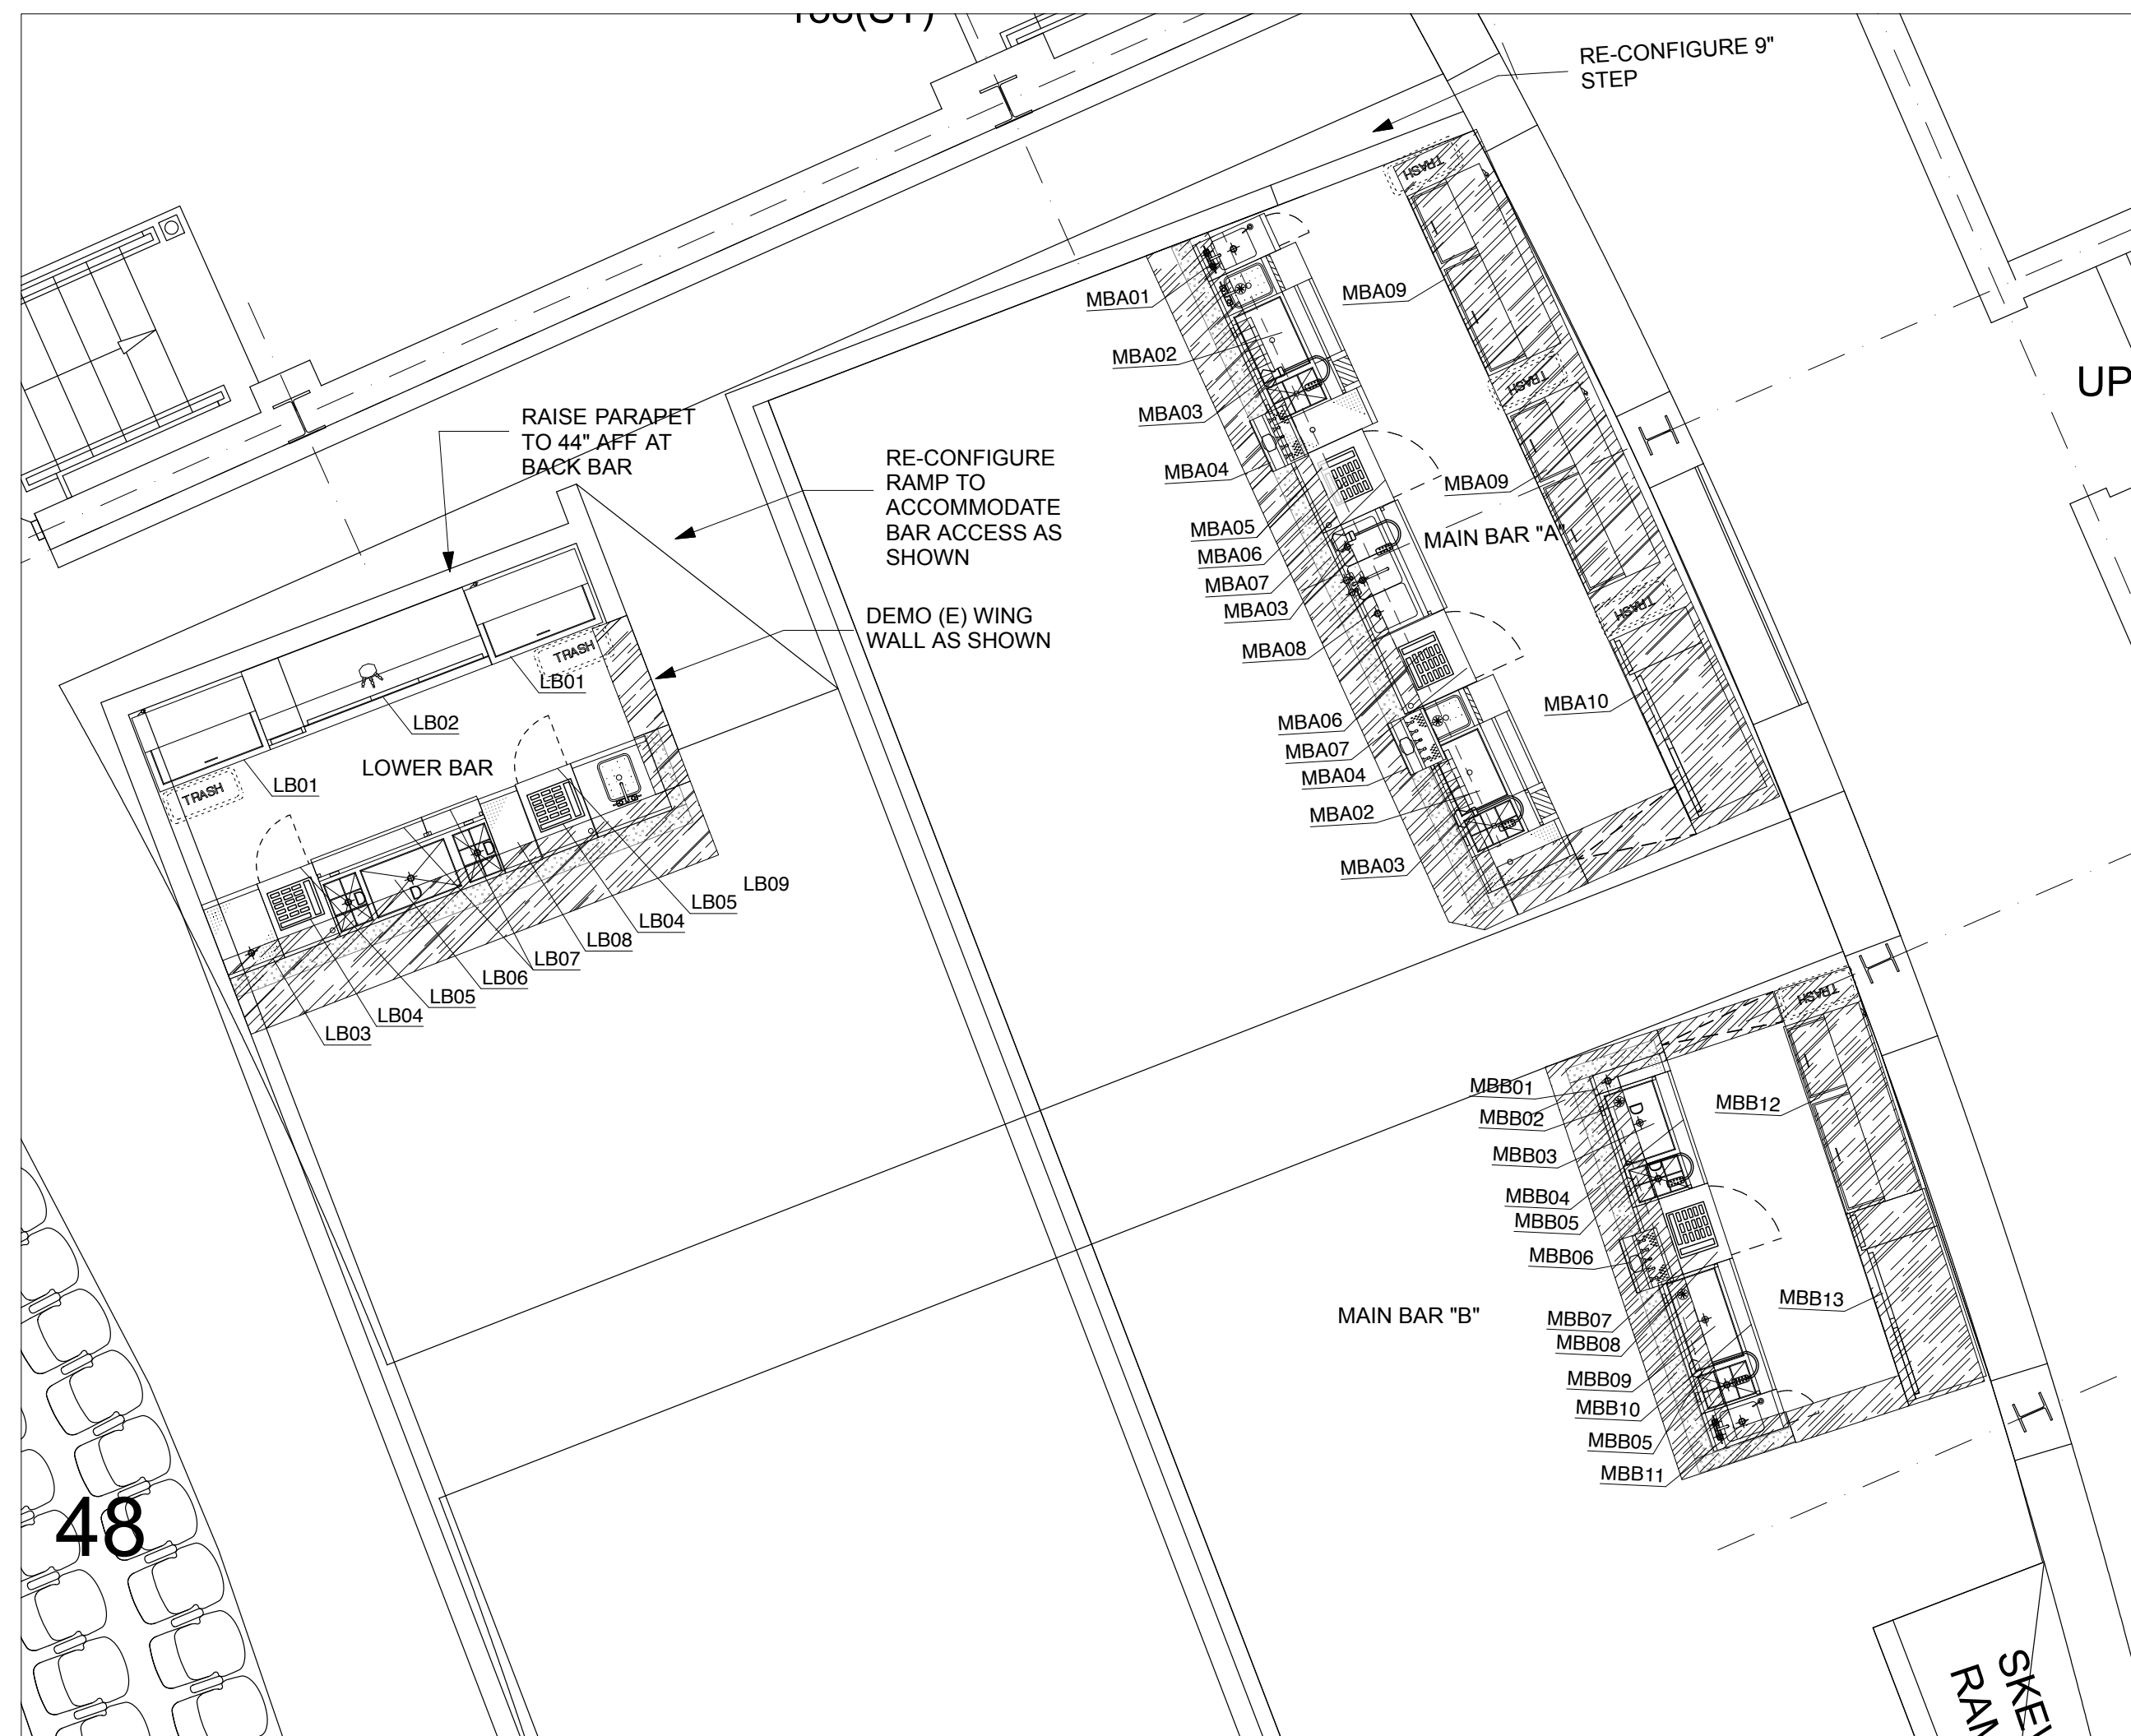 RE-CONFIGURE 9"
STEP
TRASH
MBA01
MBA09
MBA02
UP
TRASH
MBA03
RAISE PARAPET
TO 44" AFF AT
BACK BAR
RE-CONFIGURE
RAMP TO
ACCOMMODATE
BAR ACCESS AS
SHOWN
MBA04
MBA09
MBA05
MAIN BAR "A"
MBA06
MBA07
MBA03
TRASH
DEMO (E) WING
WALL AS SHOWN
MBA08
TRASH
LB01
LB02
MBA10
MBA06
MBA07
LOWER BAR
LB01
TRASH
MBA04
MBA02
MBA03
D
D
D
LB09
LB05
LB04
LB08
LB07
LB06
LB05
LB04
LB03
TRASH
MBB01
MBB12
MBB02
D
MBB03
D
MBB04
MBB05
MBB06
MBB13
MAIN BAR "B"
MBB07
MBB08
MBB09
MBB10
MBB05
MBB11
48